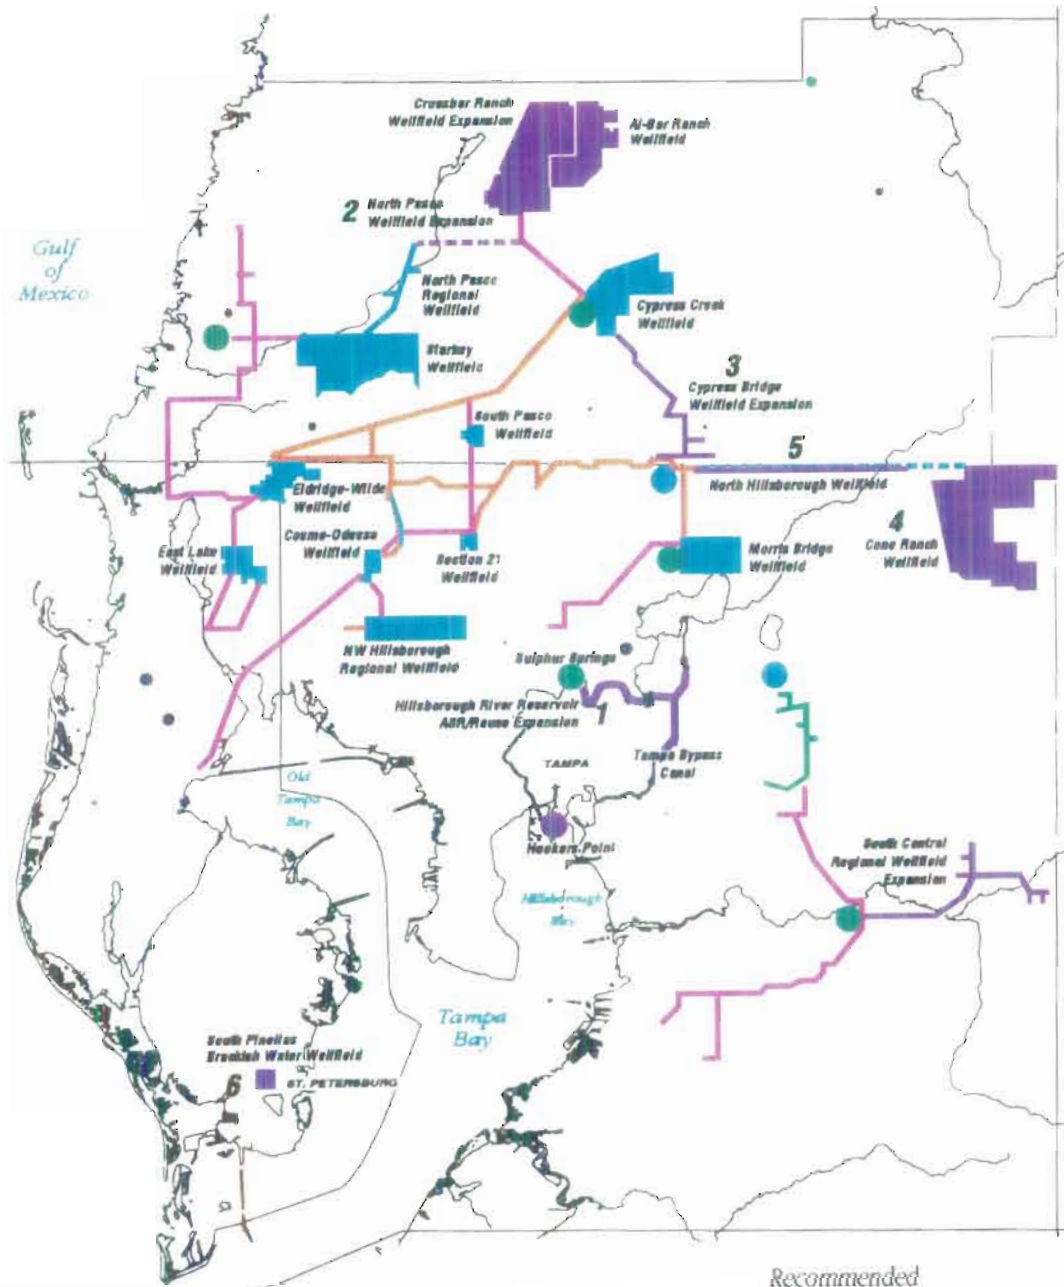 Crossbar Ranch
Wellfield Expansion
Al-Bar Ranch
Wellfield
2
North Pasco
Wellfield Expansion
Gulf
of
Mexico
North Pasco
Regional
Wellfield
Cypress Creek
Wellfield
Starkey
Wellfield
3
Cypress Bridge
Wellfield Expansion
South Pasco
Wellfield
5
North Hillsborough Wellfield
Eldridge-Wilde
Wellfield
4
Cone Ranch
Wellfield
Cosme-Odessa
Wellfield
East Lake
Wellfield
Section 21
Wellfield
Morris Bridge
Wellfield
NW Hillsborough
Regional Wellfield
Sulphur Springs
Hillsborough River Reservoir
ASR/Reuse Expansion
1
Tampa Bypass
Canal
TAMPA
Old
Tampa
Bay
Hookers Point
South Central
Regional Wellfield
Expansion
Hillsborough
Bay
Tampa
Bay
South Pinellas
Brackish Water Wellfield
6
ST. PETERSBURG
Recommended